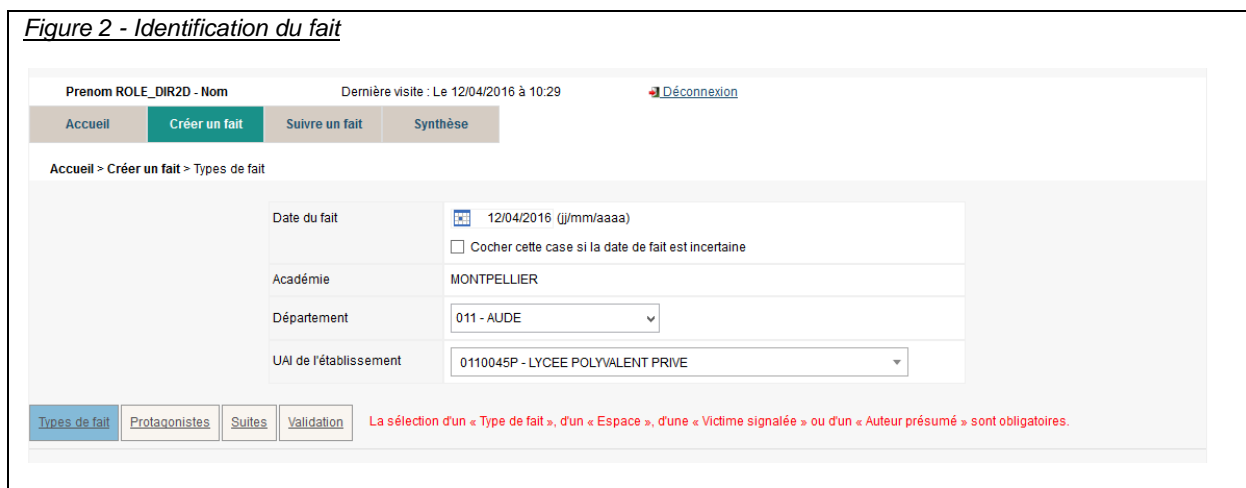 Figure 2 - Identification du fait
Prenom ROLE_DIR2D - Nom Dernière visite : Le 12/04/2016 à 10:29 Déconnexion
Accueil Créer un fait Suivre un fait Synthèse
Accueil > Créer un fait > Types de fait
Date du fait 12/04/2016 (jj/mm/aaaa)
Cocher cette case si la date de fait est incertaine
Académie MONTPELLIER
Département 011 - AUDE
UAI de l'établissement 0110045P - LYCEE POLYVALENT PRIVE
Types de fait Protagonistes Suites Validation La sélection d'un « Type de fait », d'un « Espace », d'une « Victime signalée » ou d'un « Auteur présumé » sont obligatoires.